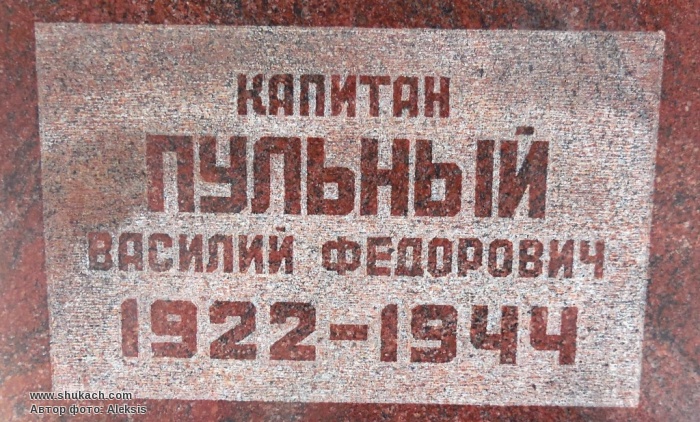 КАПИТАН
ПУЛЬНЫЙ
ВАСИЛИЙ ФЕДОРОВИЧ
1922-1944
www.shukach.com
Автор фото: Aleksis